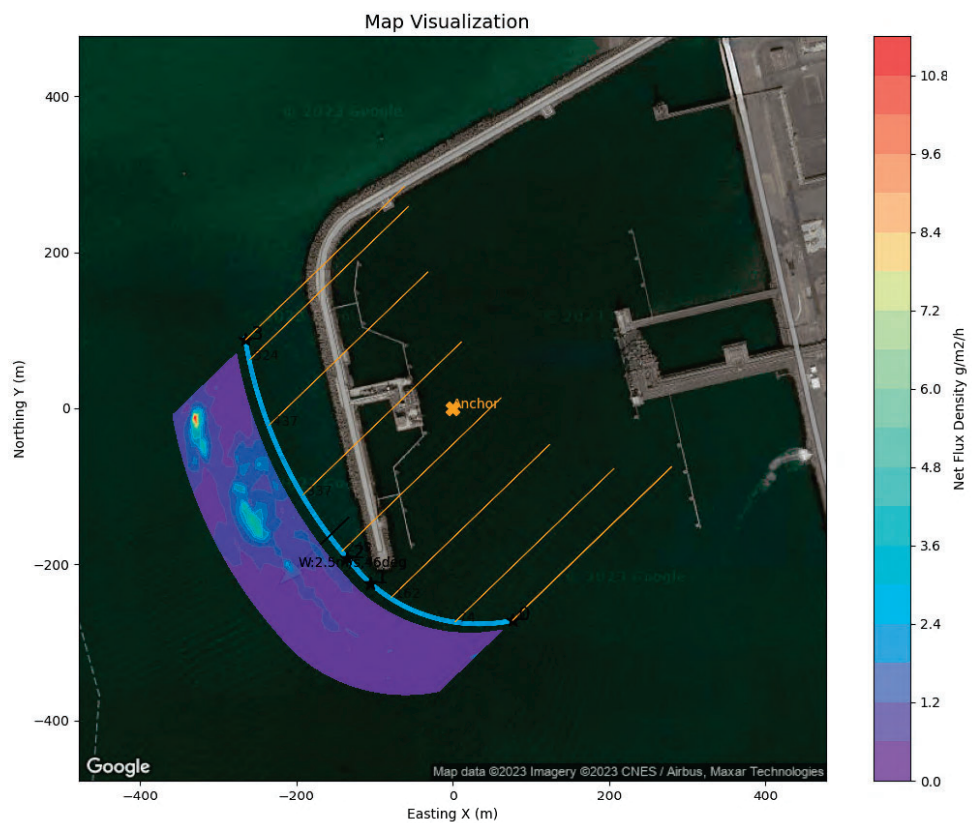 Map Visualization
© 2023 Google
400
200
0
−200
−400
Northing Y (m)
−400
−200
0
200
400
Easting X (m)
Anchor
Google
Map data ©2023 Imagery ©2023 CNES / Airbus, Maxar Technologies
© 2023 Google
10.8
9.6
8.4
7.2
6.0
4.8
3.6
2.4
1.2
0.0
Net Flux Density g/m2/h